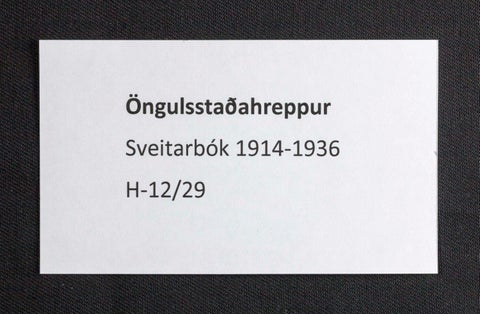 Öngulsstaðahreppur
Sveitarbók 1914-1936
H-12/29